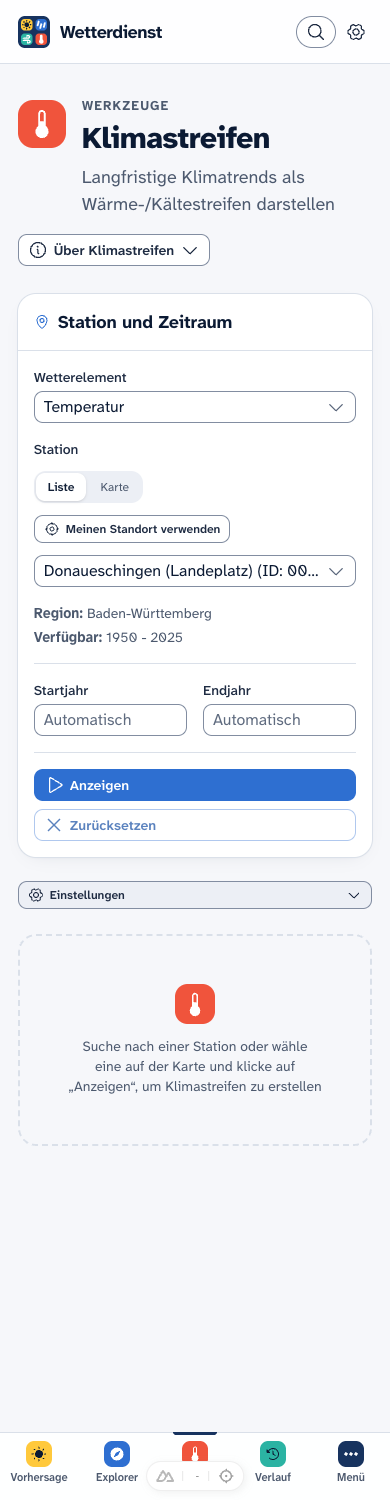 Wetterdienst
WERKZEUGE
Klimastreifen
Langfristige Klimatrends als
Wärme-/Kältestreifen darstellen
Über Klimastreifen
Station und Zeitraum
Wetterelement
Temperatur
Station
Liste Karte
Meinen Standort verwenden
Donaueschingen (Landeplatz) (ID: 00...
Region: Baden-Württemberg
Verfügbar: 1950 - 2025
Startjahr Endjahr
Automatisch Automatisch
Anzeigen
Zurücksetzen
Einstellungen
Suche nach einer Station oder wähle
eine auf der Karte und klicke auf
„Anzeigen“, um Klimastreifen zu erstellen
Vorhersage Explorer - Verlauf Menü